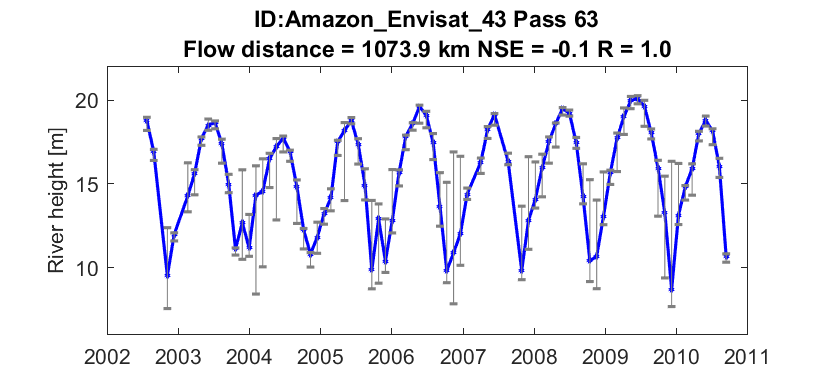 ID:Amazon_Envisat_43 Pass 63
Flow distance = 1073.9 km NSE = -0.1 R = 1.0
River height [m]
20
15
10
2002 2003 2004 2005 2006 2007 2008 2009 2010 2011